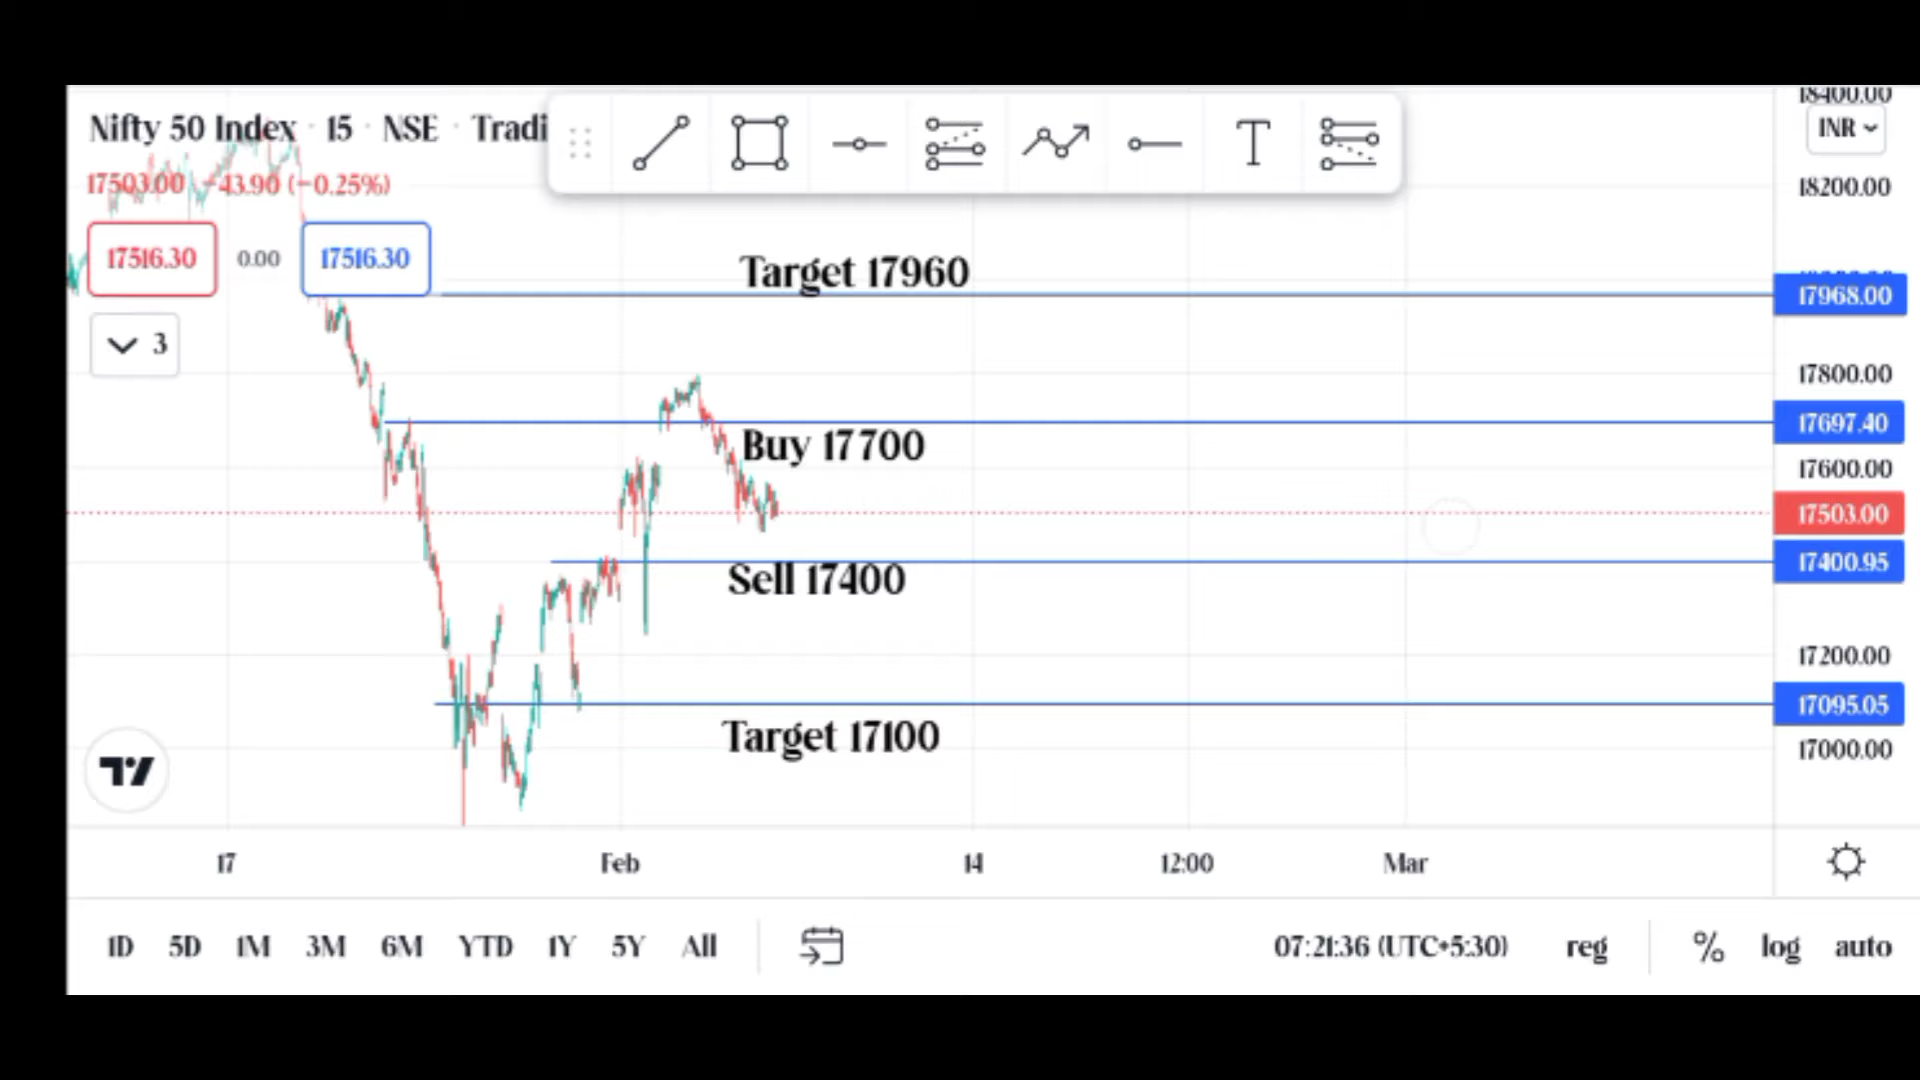 18400.00
Nifty 50 Index · 15 · NSE · Tradi
INR
17503.00 −43.90 (−0.25%)
18200.00
17516.30 0.00 17516.30
Target 17960
17968.00
3
17800.00
17697.40
Buy 17700
17600.00
17503.00
17400.95
Sell 17400
17200.00
17095.05
Target 17100
17000.00
17 Feb 14 12:00 Mar
1D 5D 1M 3M 6M YTD 1Y 5Y All 07:21:36 (UTC+5:30) reg % log auto